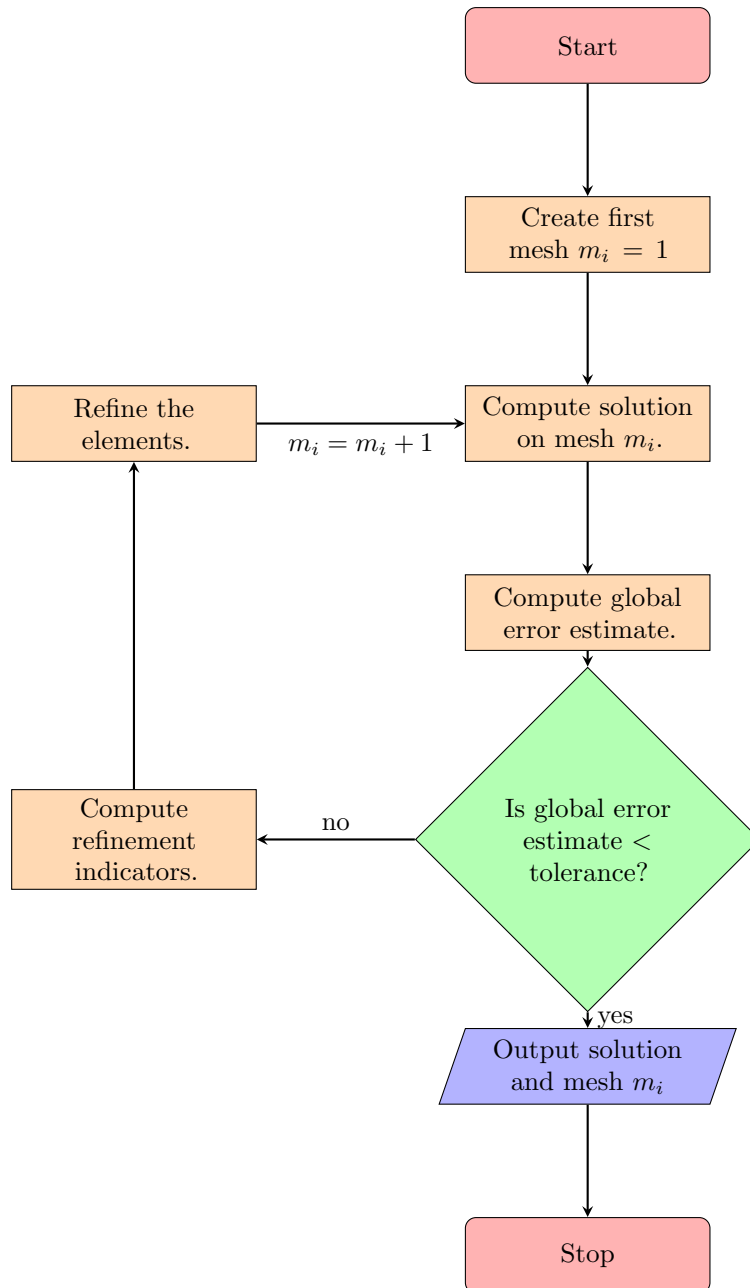 Start
Create first
mesh $m_i = 1$
Refine the
elements.
$m_i = m_i + 1$
Compute solution
on mesh $m_i$.
Compute global
error estimate.
Compute
refinement
indicators.
no
Is global error
estimate <
tolerance?
yes
Output solution
and mesh $m_i$
Stop